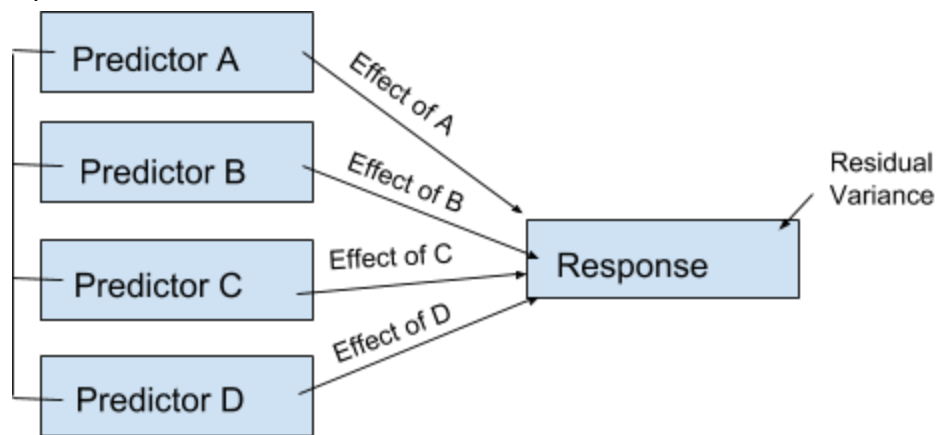 Predictor A
Effect of A
Predictor B
Effect of B
Residual
Variance
Predictor C
Effect of C
Response
Predictor D
Effect of D